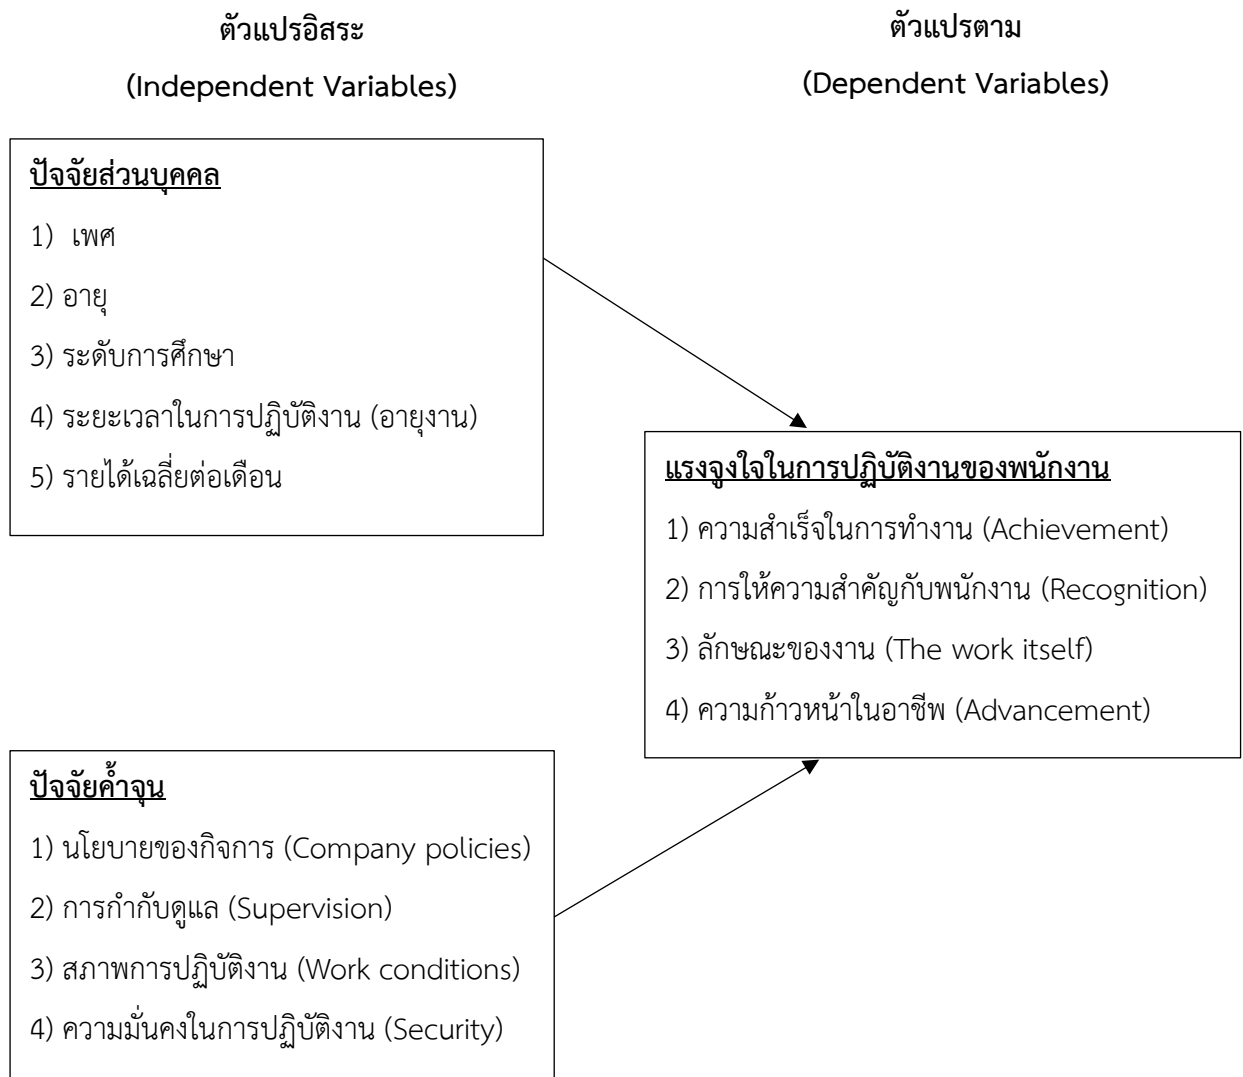 ตัวแปรอิสระ
(Independent Variables)
ตัวแปรตาม
(Dependent Variables)
ปัจจัยส่วนบุคคล
1) เพศ
2) อายุ
3) ระดับการศึกษา
4) ระยะเวลาในการปฏิบัติงาน (อายุงาน)
5) รายได้เฉลี่ยต่อเดือน
แรงจูงใจในการปฏิบัติงานของพนักงาน
1) ความสำเร็จในการทำงาน (Achievement)
2) การให้ความสำคัญกับพนักงาน (Recognition)
3) ลักษณะของงาน (The work itself)
4) ความก้าวหน้าในอาชีพ (Advancement)
ปัจจัยค้ำจุน
1) นโยบายของกิจการ (Company policies)
2) การกำกับดูแล (Supervision)
3) สภาพการปฏิบัติงาน (Work conditions)
4) ความมั่นคงในการปฏิบัติงาน (Security)